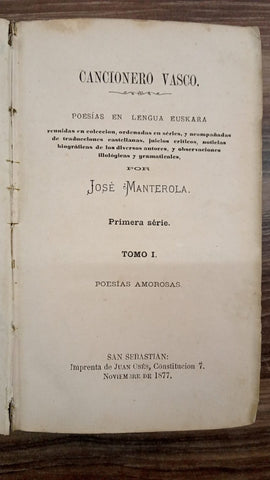 CANCIONERO VASCO.
POESÍAS EN LENGUA EUSKARA
reunidas en coleccion, ordenadas en séries, y acompañadas
de traducciones castellanas, juicios críticos, noticias
biográficas de los diversos autores, y observaciones
filológicas y gramaticales,
POR
JOSÉ MANTEROLA.
Primera série.
TOMO I.
POESÍAS AMOROSAS.
SAN SEBASTIAN:
Imprenta de JUAN OSÉS, Constitucion 7.
NOVIEMBRE DE 1877.